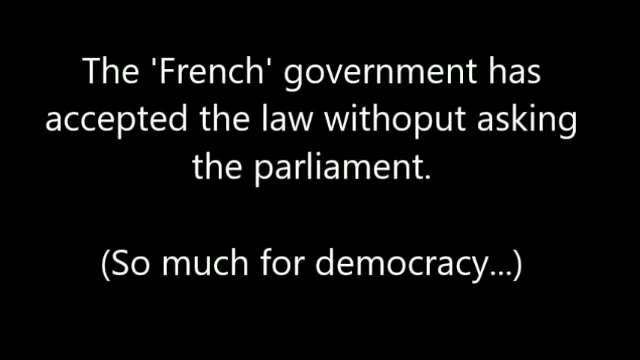 The 'French' government has
accepted the law withoput asking
the parliament.
(So much for democracy...)